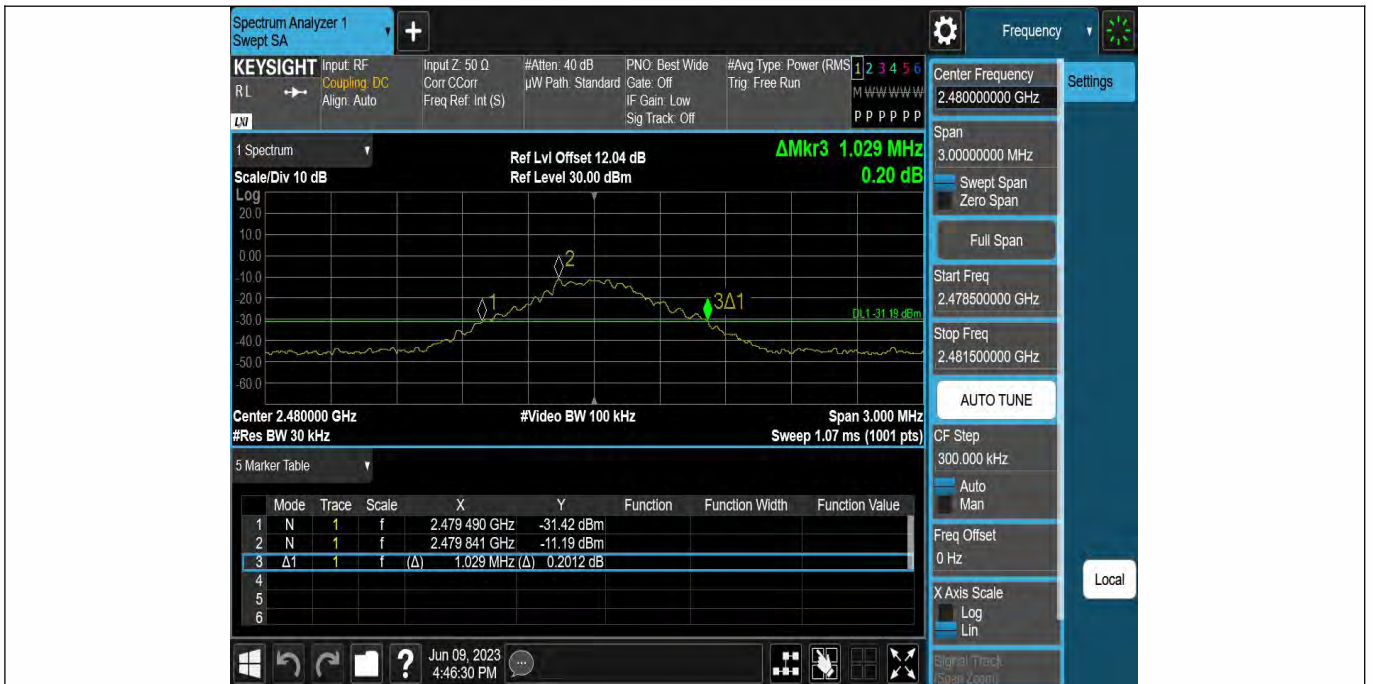 Spectrum Analyzer 1
Swept SA
+
Frequency
KEYSIGHT
RL
LXI
Input: RF
Coupling: DC
Align: Auto
Input Z: 50 Ω
Corr CCorr
Freq Ref: Int (S)
#Atten: 40 dB
µW Path: Standard
PNO: Best Wide
Gate: Off
IF Gain: Low
Sig Track: Off
#Avg Type: Power (RMS
Trig: Free Run
1 2 3 4 5 6
M W W W W W
P P P P P P
1 Spectrum
Scale/Div 10 dB
Ref Lvl Offset 12.04 dB
Ref Level 30.00 dBm
ΔMkr3 1.029 MHz
0.20 dB
Log
20.0
10.0
0.00
-10.0
-20.0
-30.0
-40.0
-50.0
-60.0
1
2
3Δ1
DL1 -31.19 dBm
Center 2.480000 GHz
#Video BW 100 kHz
Span 3.000 MHz
#Res BW 30 kHz
Sweep 1.07 ms (1001 pts)
5 Marker Table
Mode Trace Scale X Y Function Function Width Function Value
1 N 1 f 2.479 490 GHz -31.42 dBm
2 N 1 f 2.479 841 GHz -11.19 dBm
3 Δ1 1 f (Δ) 1.029 MHz (Δ) 0.2012 dB
4
5
6
?
Jun 09, 2023
4:46:30 PM
Center Frequency
2.480000000 GHz
Settings
Span
3.00000000 MHz
Swept Span
Zero Span
Full Span
Start Freq
2.478500000 GHz
Stop Freq
2.481500000 GHz
AUTO TUNE
CF Step
300.000 kHz
Auto
Man
Freq Offset
0 Hz
X Axis Scale
Log
Lin
Signal Track
(Span Zoom)
Local